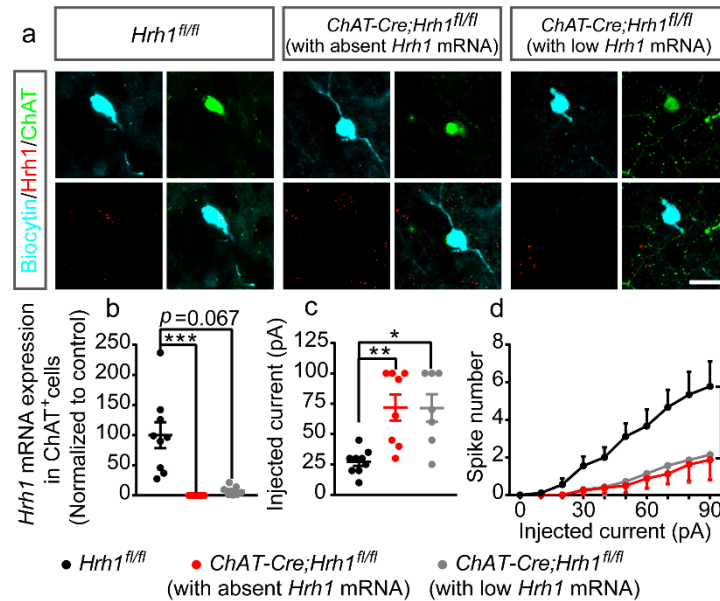 a
Hrh1fl/fl
ChAT-Cre;Hrh1fl/fl
(with absent Hrh1 mRNA)
ChAT-Cre;Hrh1fl/fl
(with low Hrh1 mRNA)
Biocytin/Hrh1/ChAT
b
Hrh1 mRNA expression
in ChAT+cells
(Normalized to control)
250
200
150
100
50
0
p=0.067
***
c
Injected current (pA)
125
100
75
50
25
0
**
*
d
Spike number
8
6
4
2
0
0 30 60 90
Injected current (pA)
Hrh1fl/fl
ChAT-Cre;Hrh1fl/fl
(with absent Hrh1 mRNA)
ChAT-Cre;Hrh1fl/fl
(with low Hrh1 mRNA)